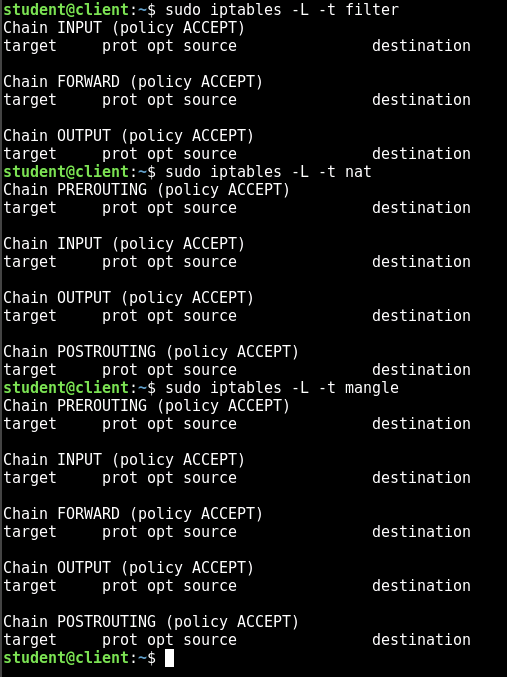 student@client:~$ sudo iptables -L -t filter
Chain INPUT (policy ACCEPT)
target     prot opt source               destination

Chain FORWARD (policy ACCEPT)
target     prot opt source               destination

Chain OUTPUT (policy ACCEPT)
target     prot opt source               destination
student@client:~$ sudo iptables -L -t nat
Chain PREROUTING (policy ACCEPT)
target     prot opt source               destination

Chain INPUT (policy ACCEPT)
target     prot opt source               destination

Chain OUTPUT (policy ACCEPT)
target     prot opt source               destination

Chain POSTROUTING (policy ACCEPT)
target     prot opt source               destination
student@client:~$ sudo iptables -L -t mangle
Chain PREROUTING (policy ACCEPT)
target     prot opt source               destination

Chain INPUT (policy ACCEPT)
target     prot opt source               destination

Chain FORWARD (policy ACCEPT)
target     prot opt source               destination

Chain OUTPUT (policy ACCEPT)
target     prot opt source               destination

Chain POSTROUTING (policy ACCEPT)
target     prot opt source               destination
student@client:~$